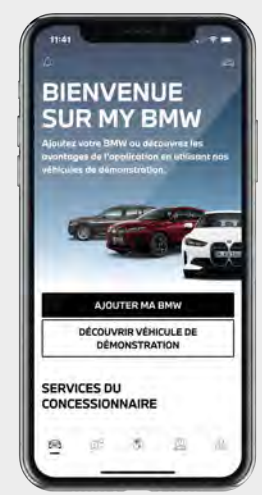 11:41
BIENVENUE
SUR MY BMW
Ajoutez votre BMW ou découvrez les
avantages de l'application en utilisant nos
véhicules de démonstration.
AJOUTER MA BMW
DÉCOUVRIR VÉHICULE DE
DÉMONSTRATION
SERVICES DU
CONCESSIONNAIRE